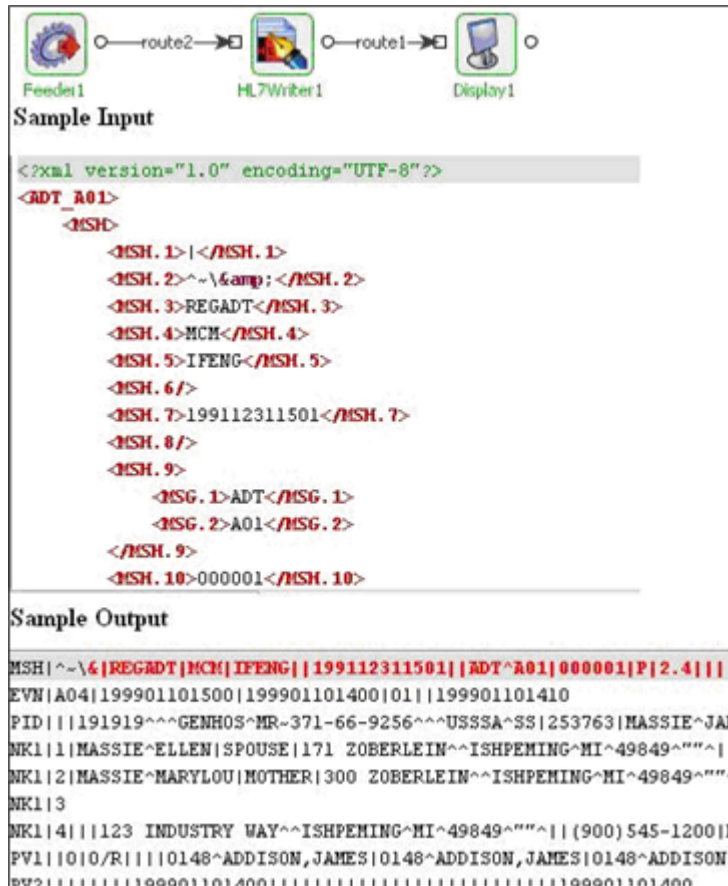 route2 route1
Feeder1 HL7Writer1 Display1
Sample Input
<?xml version="1.0" encoding="UTF-8"?>
<ADT_A01>
<MSH>
<MSH.1>|</MSH.1>
<MSH.2>^~\&amp;</MSH.2>
<MSH.3>REGADT</MSH.3>
<MSH.4>MCM</MSH.4>
<MSH.5>IFENG</MSH.5>
<MSH.6/>
<MSH.7>199112311501</MSH.7>
<MSH.8/>
<MSH.9>
<MSG.1>ADT</MSG.1>
<MSG.2>A01</MSG.2>
</MSH.9>
<MSH.10>000001</MSH.10>
Sample Output
MSH|^~\&|REGADT|MCM|IFENG||199112311501||ADT^A01|000001|P|2.4|||
EVN|A04|199901101500|199901101400|01||199901101410
PID|||191919^^^GENHOS^MR~371-66-9256^^^USSSA^SS|253763|MASSIE^JA
NK1|1|MASSIE^ELLEN|SPOUSE|171 ZOBERLEIN^^ISHPEMING^MI^49849^""^|
NK1|2|MASSIE^MARYLOU|MOTHER|300 ZOBERLEIN^^ISHPEMING^MI^49849^""^
NK1|3
NK1|4|||123 INDUSTRY WAY^^ISHPEMING^MI^49849^""^||(900)545-1200|
PV1||0|0/R||||0148^ADDISON,JAMES|0148^ADDISON,JAMES|0148^ADDISON
PV2||||||||199901101400||||||||||||||||||||||||||199901101400